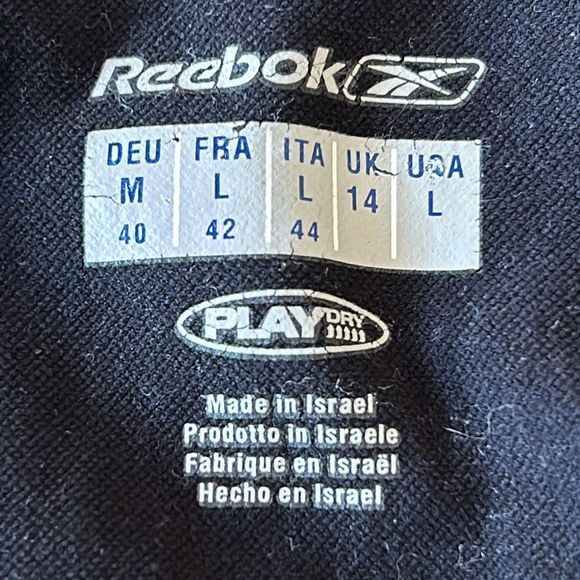 Reebok
DEU FRA ITA UK USA
M L L 14 L
40 42 44
PLAY DRY
Made in Israel
Prodotto in Israele
Fabrique en Israël
Hecho en Israel